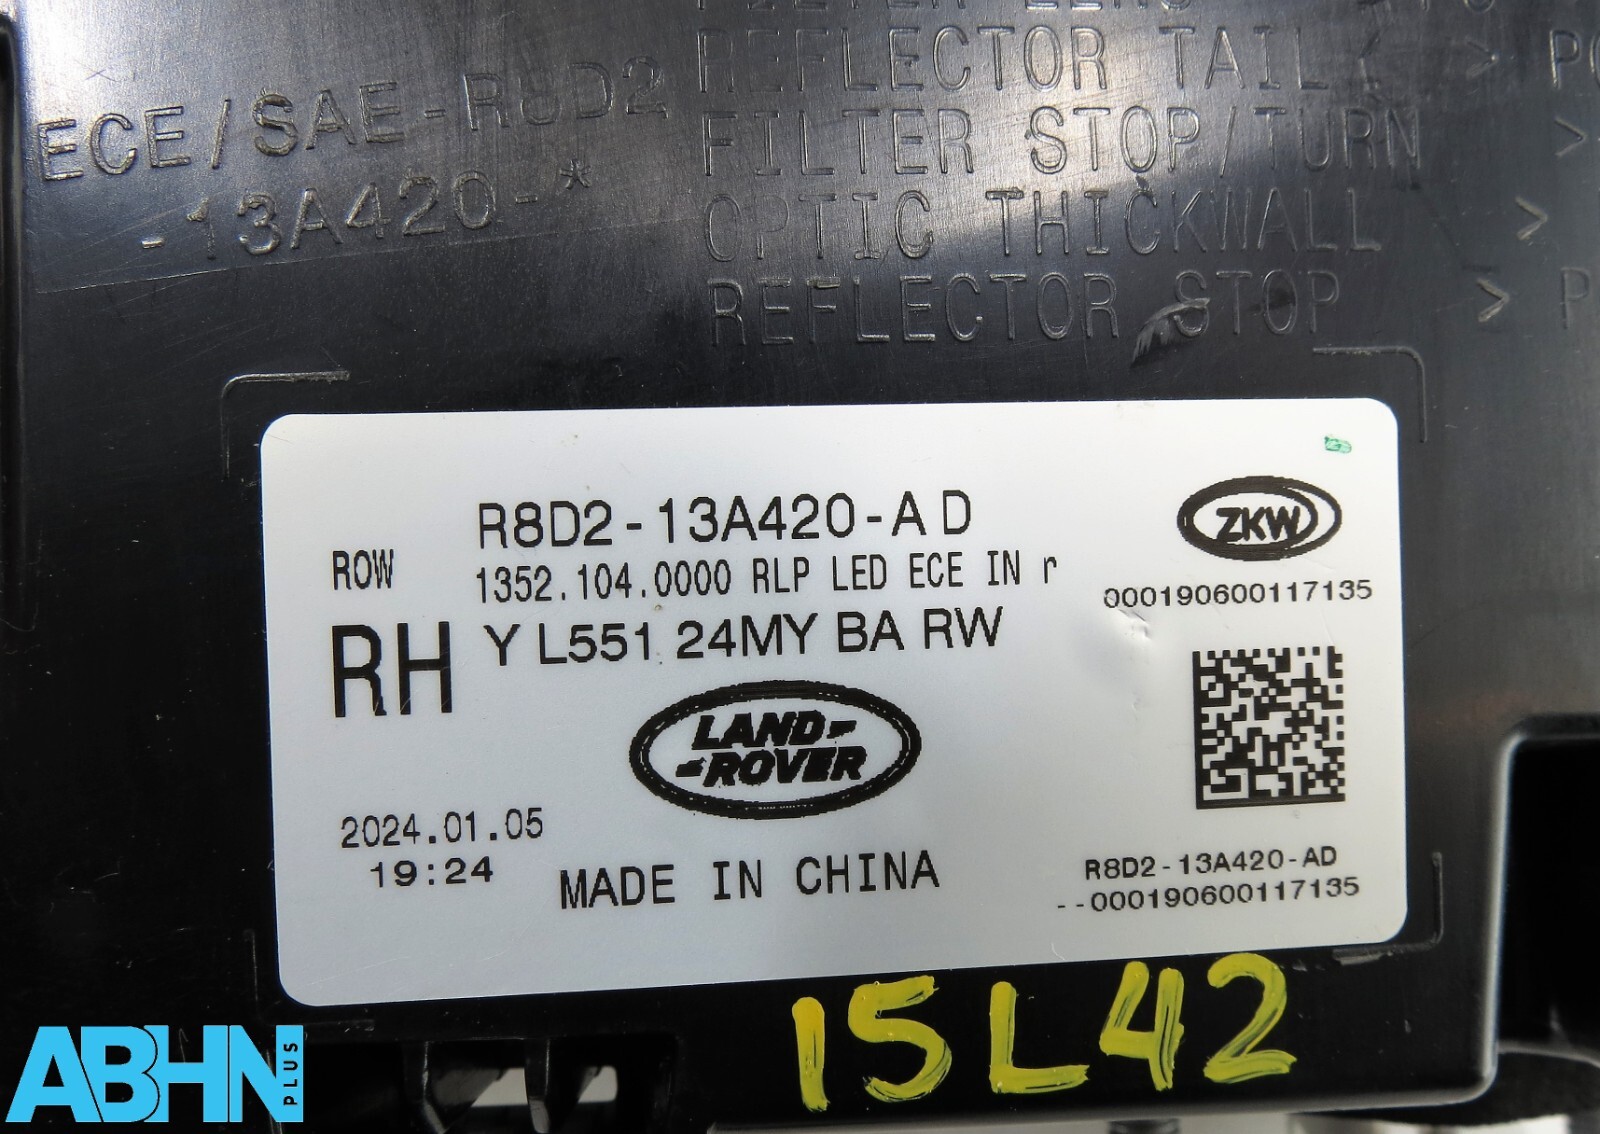 REFLECTOR TAIL >
FILTER STOP/TURN >
OPTIC THICKWALL >
REFLECTOR STOP > P
ECE/SAE-R8D2
-13A420-*
R8D2-13A420-AD
ROW
1352.104.0000 RLP LED ECE IN r
RH
Y L551 24MY BA RW
ZKW
000190600117135
LAND-
-ROVER
2024.01.05
19:24
MADE IN CHINA
R8D2-13A420-AD
--000190600117135
15L42
ABHN
PLUS